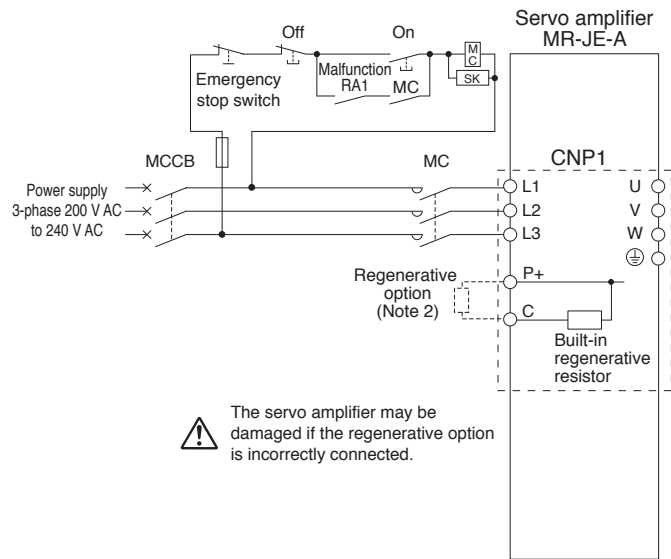 Servo amplifier
MR-JE-A
Off
On
MC
SK
Malfunction
RA1
MC
Emergency
stop switch
CNP1
MCCB
MC
Power supply
3-phase 200 V AC
to 240 V AC
L1
L2
L3
U
V
W
P+
C
Regenerative
option
(Note 2)
Built-in
regenerative
resistor
The servo amplifier may be
damaged if the regenerative option
is incorrectly connected.